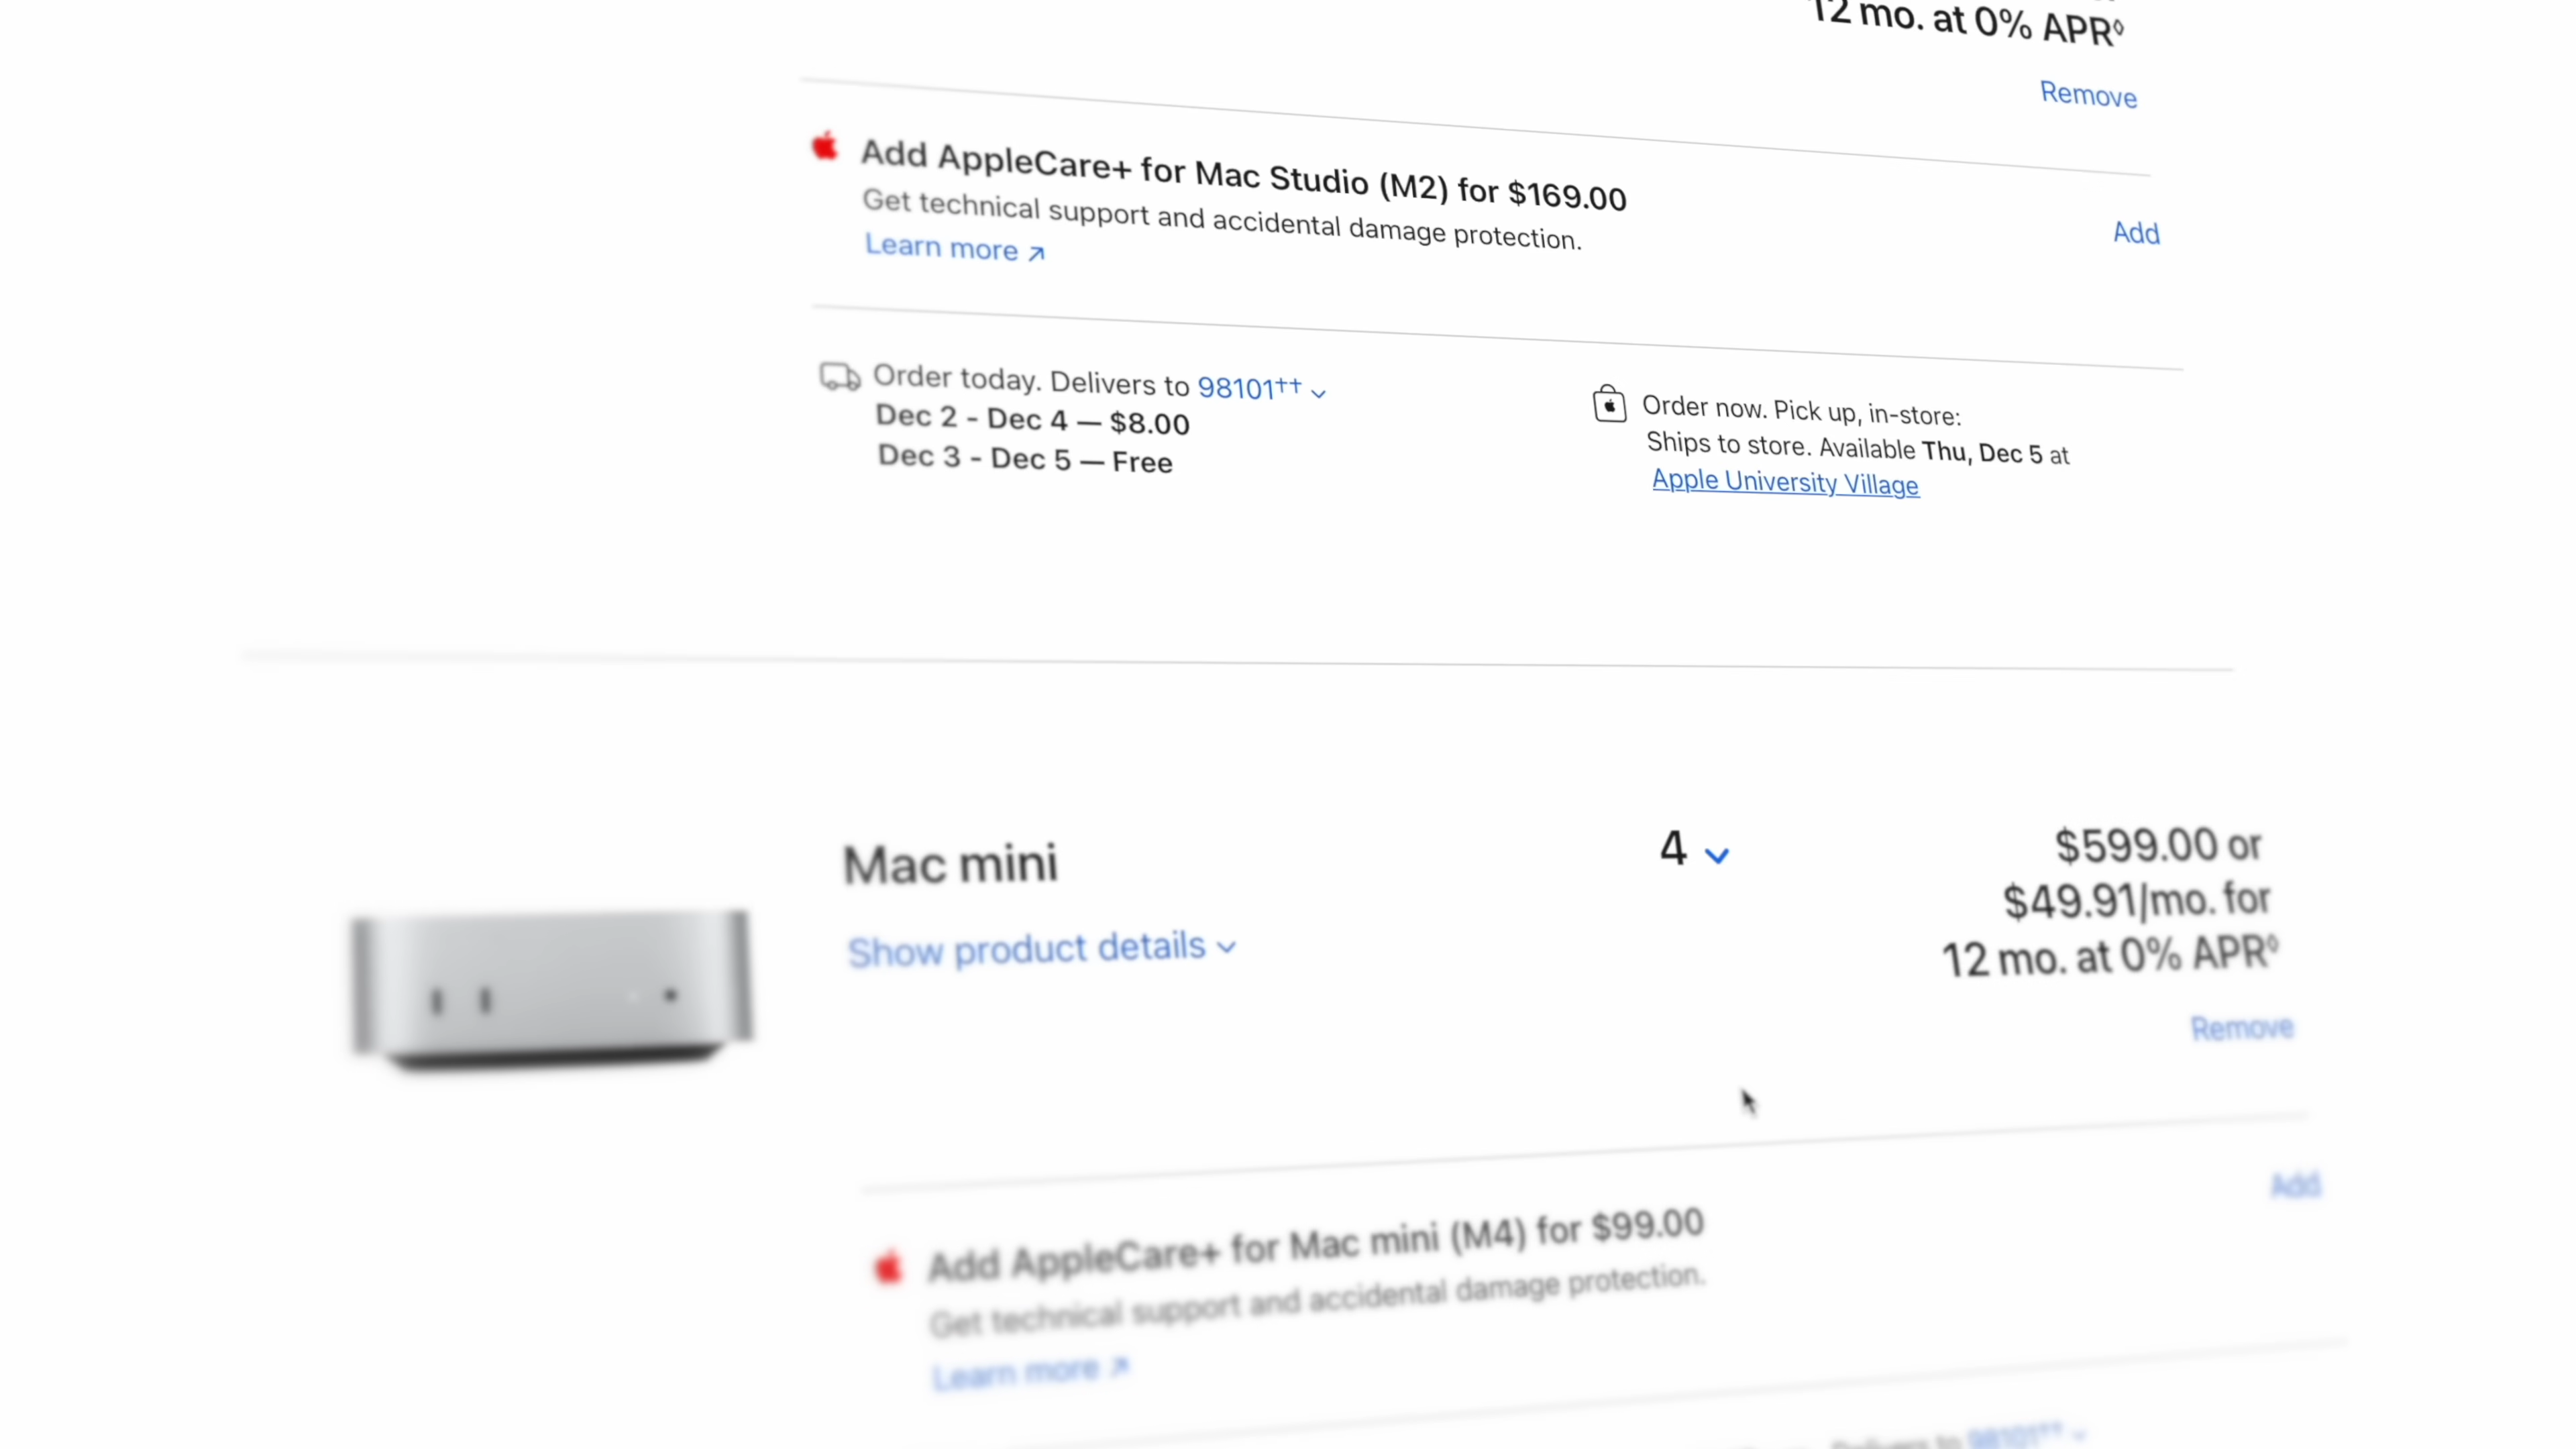 12 mo. at 0% APR◊
Remove
Add AppleCare+ for Mac Studio (M2) for $169.00
Get technical support and accidental damage protection.
Learn more ↗
Add
Order today. Delivers to 98101††
Dec 2 - Dec 4 — $8.00
Dec 3 - Dec 5 — Free
Order now. Pick up, in-store:
Ships to store. Available Thu, Dec 5 at
Apple University Village
Mac mini
4
$599.00 or
$49.91/mo. for
12 mo. at 0% APR◊
Show product details
Remove
Add AppleCare+ for Mac mini (M4) for $99.00
Get technical support and accidental damage protection.
Learn more ↗
Add
Delivers to 98101††